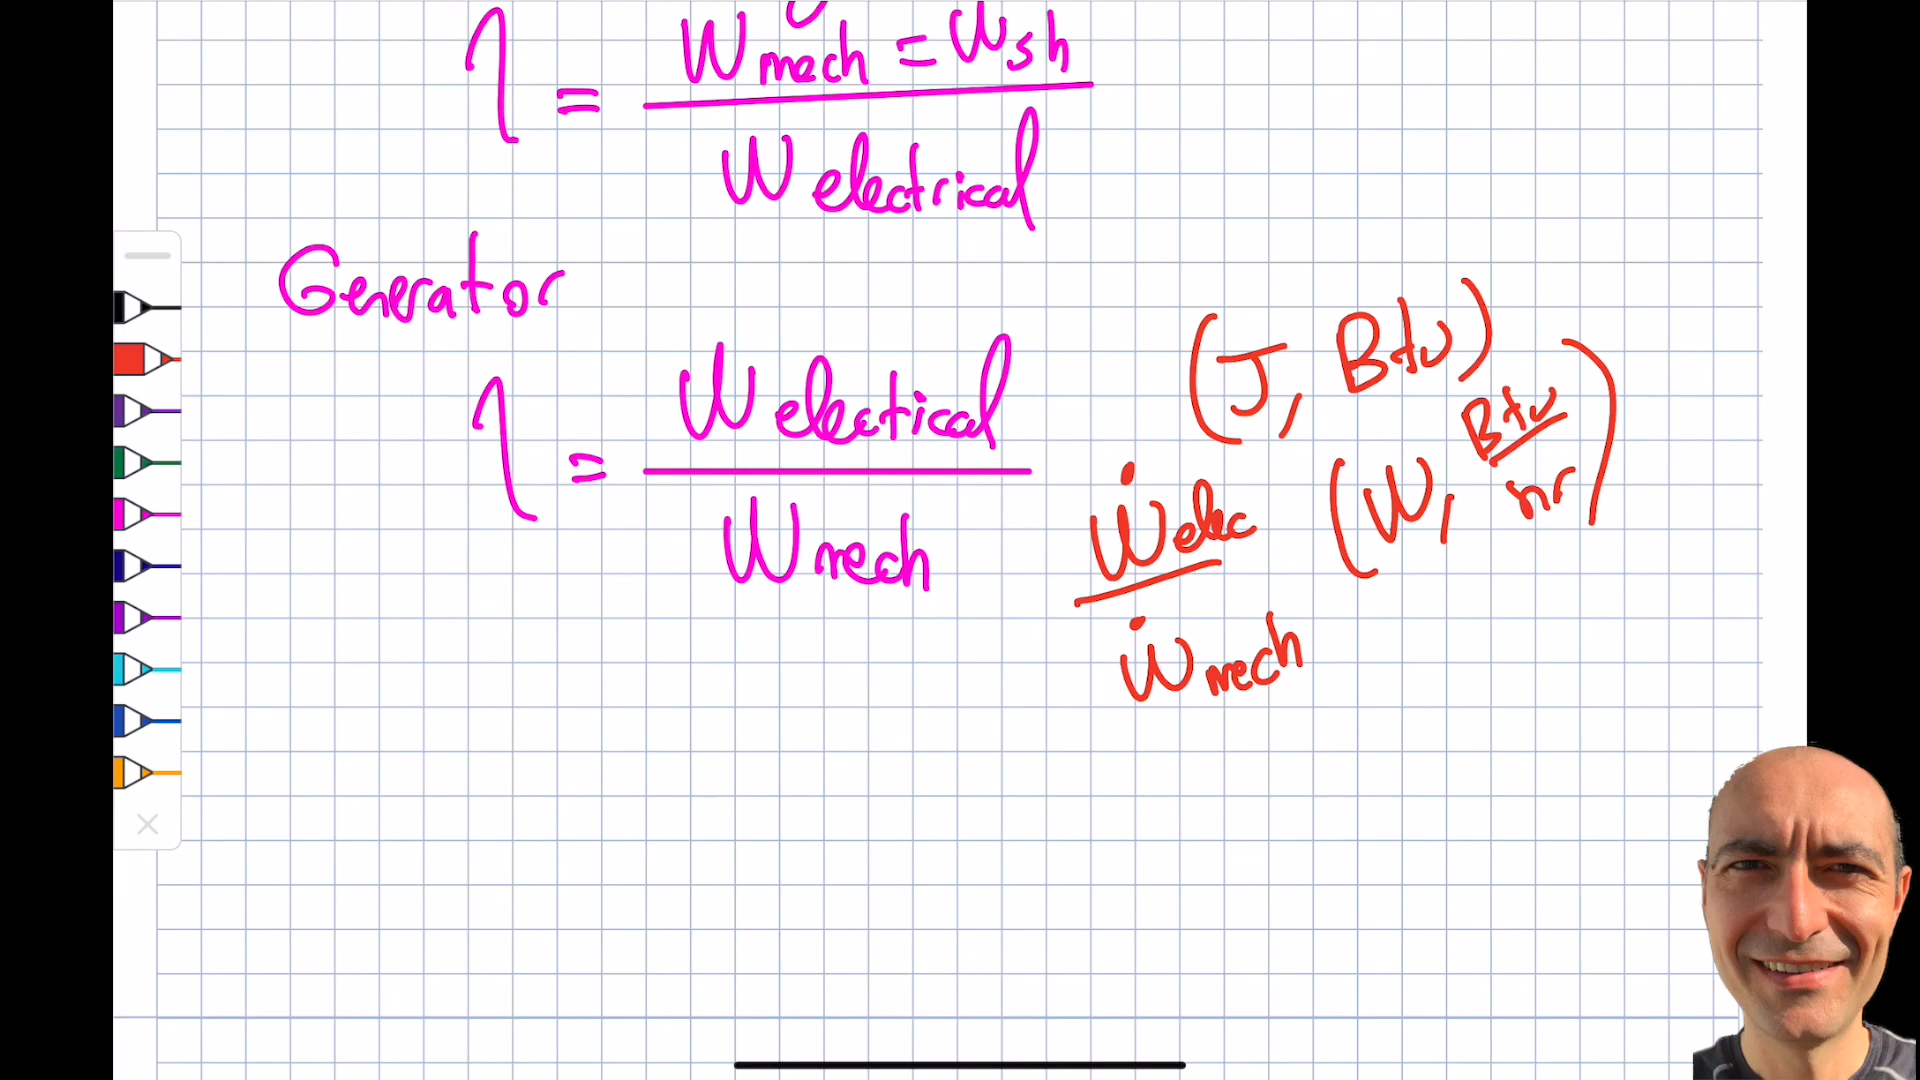 η = W mech = W sh
W electrical
Generator
η = W electical
W mech
(J, Btu)
Ẇ elec
Ẇ mech
(W, Btu
hr)